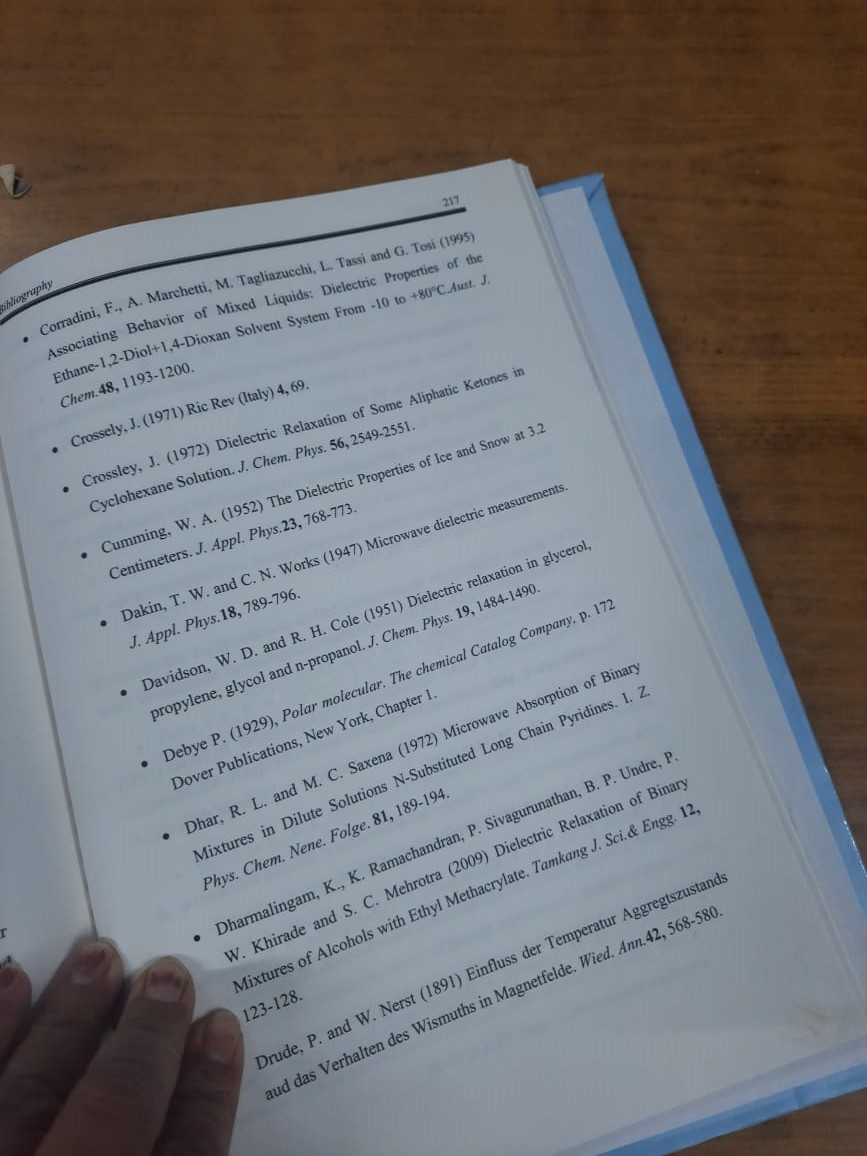 217
Bibliography
• Corradini, F., A. Marchetti, M. Tagliazucchi, L. Tassi and G. Tosi (1995)
Associating Behavior of Mixed Liquids: Dielectric Properties of the
Ethane-1,2-Diol+1,4-Dioxan Solvent System From -10 to +80°C.Aust. J.
Chem.48, 1193-1200.
• Crossely, J. (1971) Ric Rev (Italy) 4, 69.
• Crossley, J. (1972) Dielectric Relaxation of Some Aliphatic Ketones in
Cyclohexane Solution. J. Chem. Phys. 56, 2549-2551.
• Cumming, W. A. (1952) The Dielectric Properties of Ice and Snow at 3.2
Centimeters. J. Appl. Phys.23, 768-773.
• Dakin, T. W. and C. N. Works (1947) Microwave dielectric measurements.
J. Appl. Phys.18, 789-796.
• Davidson, W. D. and R. H. Cole (1951) Dielectric relaxation in glycerol,
propylene, glycol and n-propanol. J. Chem. Phys. 19, 1484-1490.
• Debye P. (1929), Polar molecular. The chemical Catalog Company, p. 172
Dover Publications, New York, Chapter 1.
• Dhar, R. L. and M. C. Saxena (1972) Microwave Absorption of Binary
Mixtures in Dilute Solutions N-Substituted Long Chain Pyridines. I. Z.
Phys. Chem. Nene. Folge. 81, 189-194.
• Dharmalingam, K., K. Ramachandran, P. Sivagurunathan, B. P. Undre, P.
W. Khirade and S. C. Mehrotra (2009) Dielectric Relaxation of Binary
Mixtures of Alcohols with Ethyl Methacrylate. Tamkang J. Sci.& Engg. 12,
123-128.
Drude, P. and W. Nerst (1891) Einfluss der Temperatur Aggregtszustands
aud das Verhalten des Wismuths in Magnetfelde. Wied. Ann.42, 568-580.